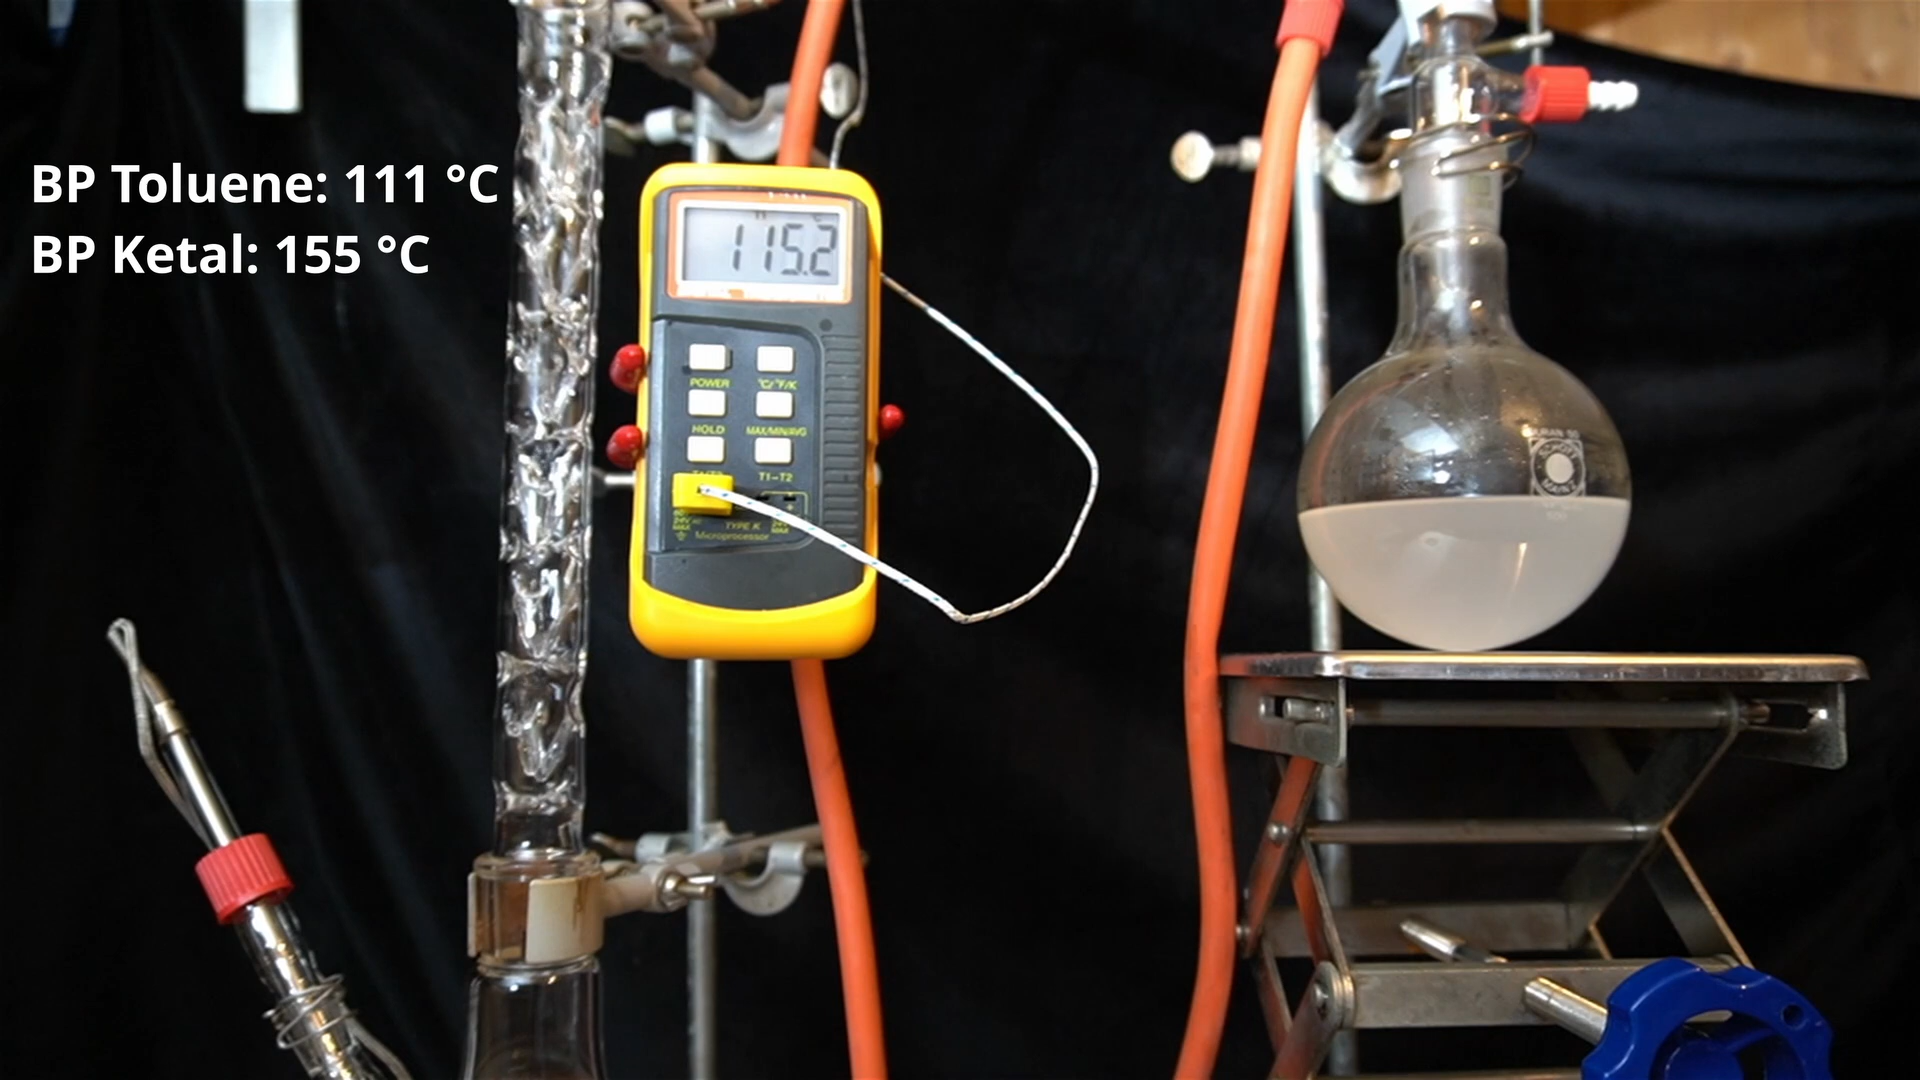 BP Toluene: 111 °C
BP Ketal: 155 °C
115.2
POWER
°C/°F/K
HOLD
MAX/MIN/AVG
T1-T2
TYPE K
Microprocessor